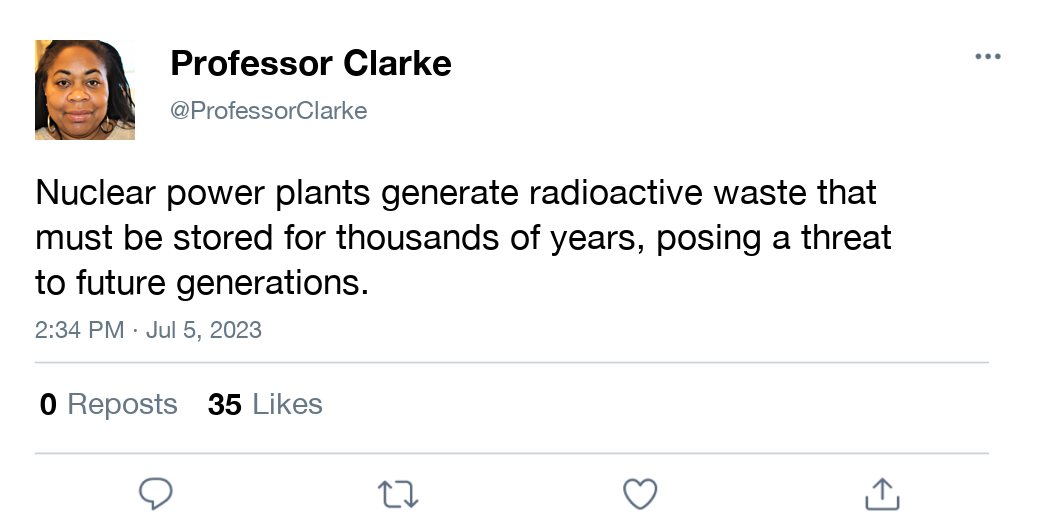 Professor Clarke
@ProfessorClarke
Nuclear power plants generate radioactive waste that
must be stored for thousands of years, posing a threat
to future generations.
2:34 PM · Jul 5, 2023
0 Reposts 35 Likes